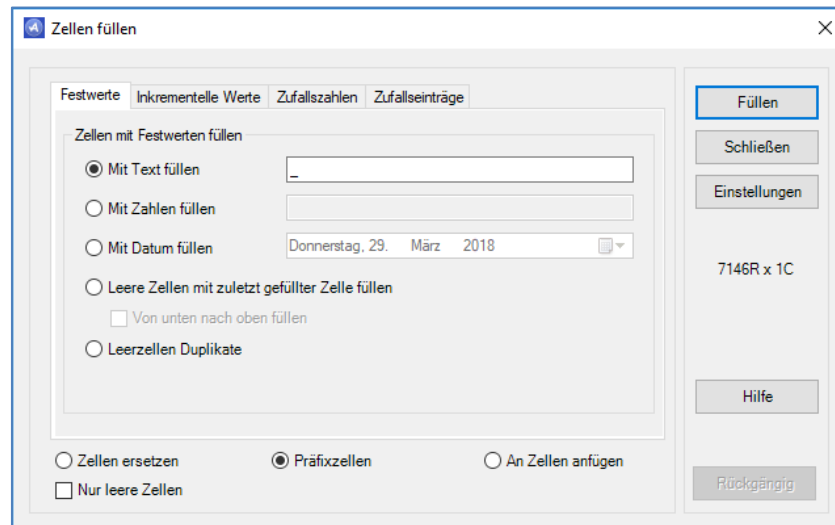 Zellen füllen
Festwerte Inkrementelle Werte Zufallszahlen Zufallseinträge
Zellen mit Festwerten füllen
Mit Text füllen _
Mit Zahlen füllen
Mit Datum füllen Donnerstag, 29. März 2018
Leere Zellen mit zuletzt gefüllter Zelle füllen
Von unten nach oben füllen
Leerzellen Duplikate
Zellen ersetzen Präfixzellen An Zellen anfügen
Nur leere Zellen
Füllen
Schließen
Einstellungen
7146R x 1C
Hilfe
Rückgängig